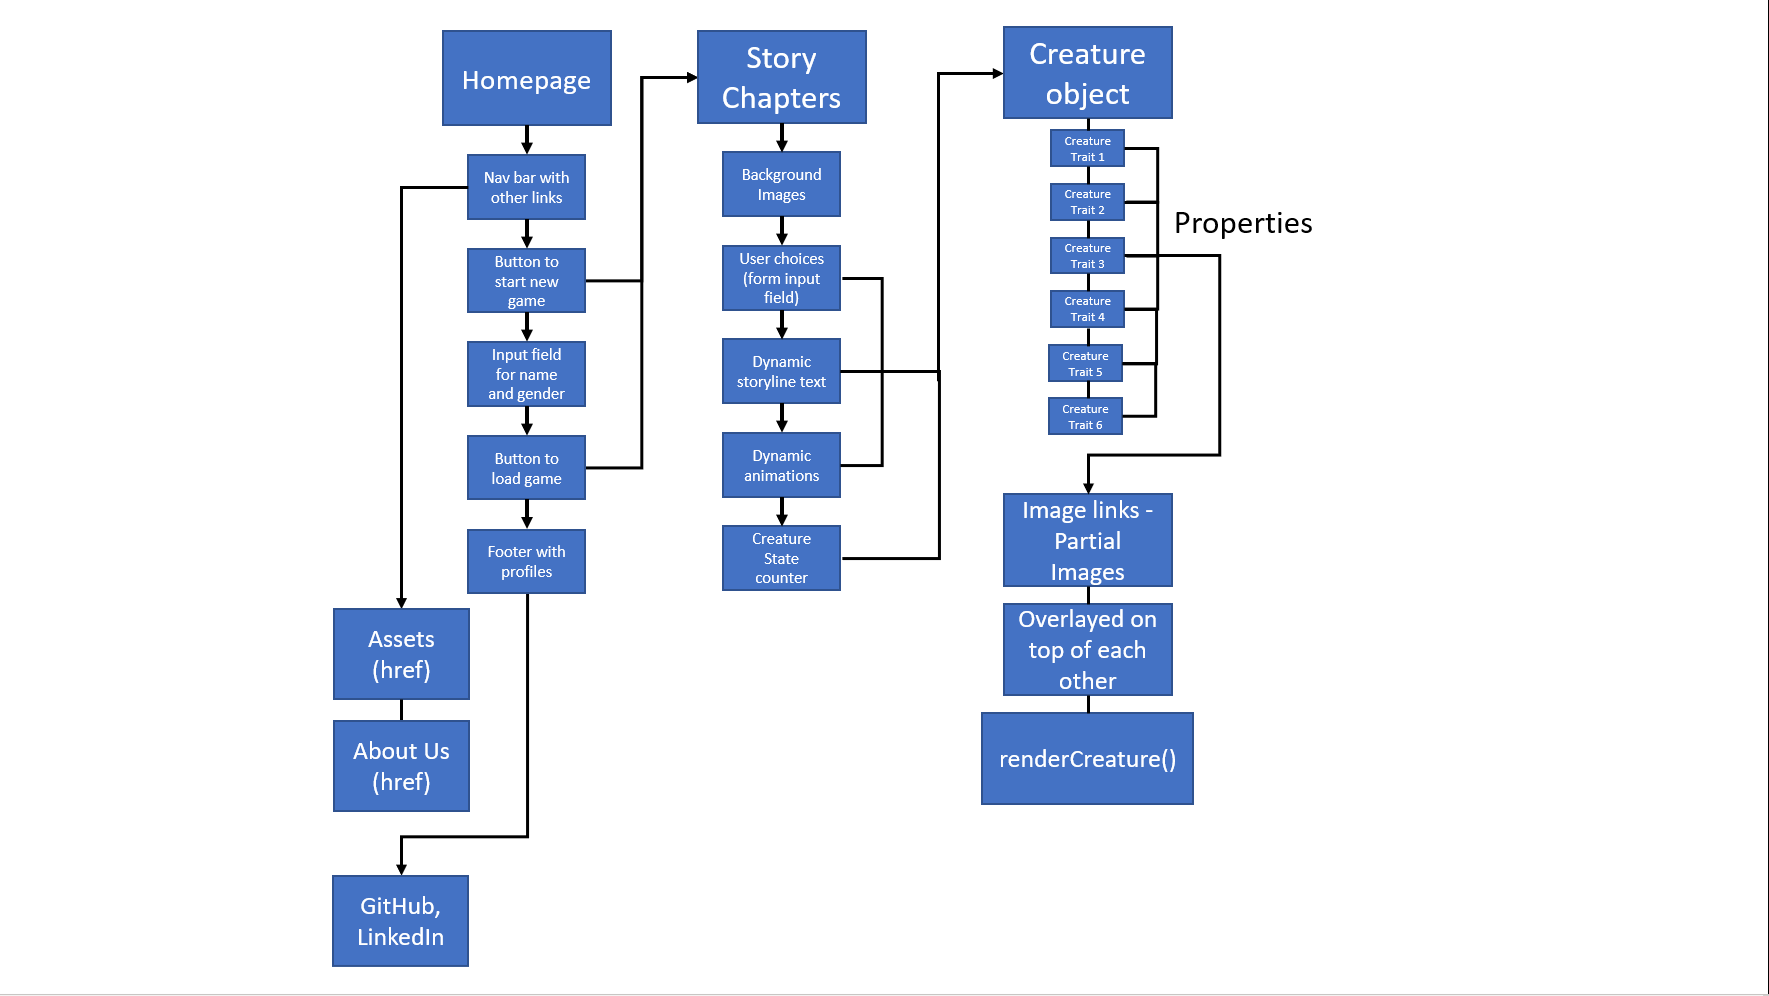 Homepage
Nav bar with
other links
Button to
start new
game
Input field
for name
and gender
Button to
load game
Footer with
profiles
Assets
(href)
About Us
(href)
GitHub,
LinkedIn
Story
Chapters
Background
Images
User choices
(form input
field)
Dynamic
storyline text
Dynamic
animations
Creature
State
counter
Creature
object
Creature
Trait 1
Creature
Trait 2
Creature
Trait 3
Creature
Trait 4
Creature
Trait 5
Creature
Trait 6
Properties
Image links -
Partial
Images
Overlayed on
top of each
other
renderCreature()